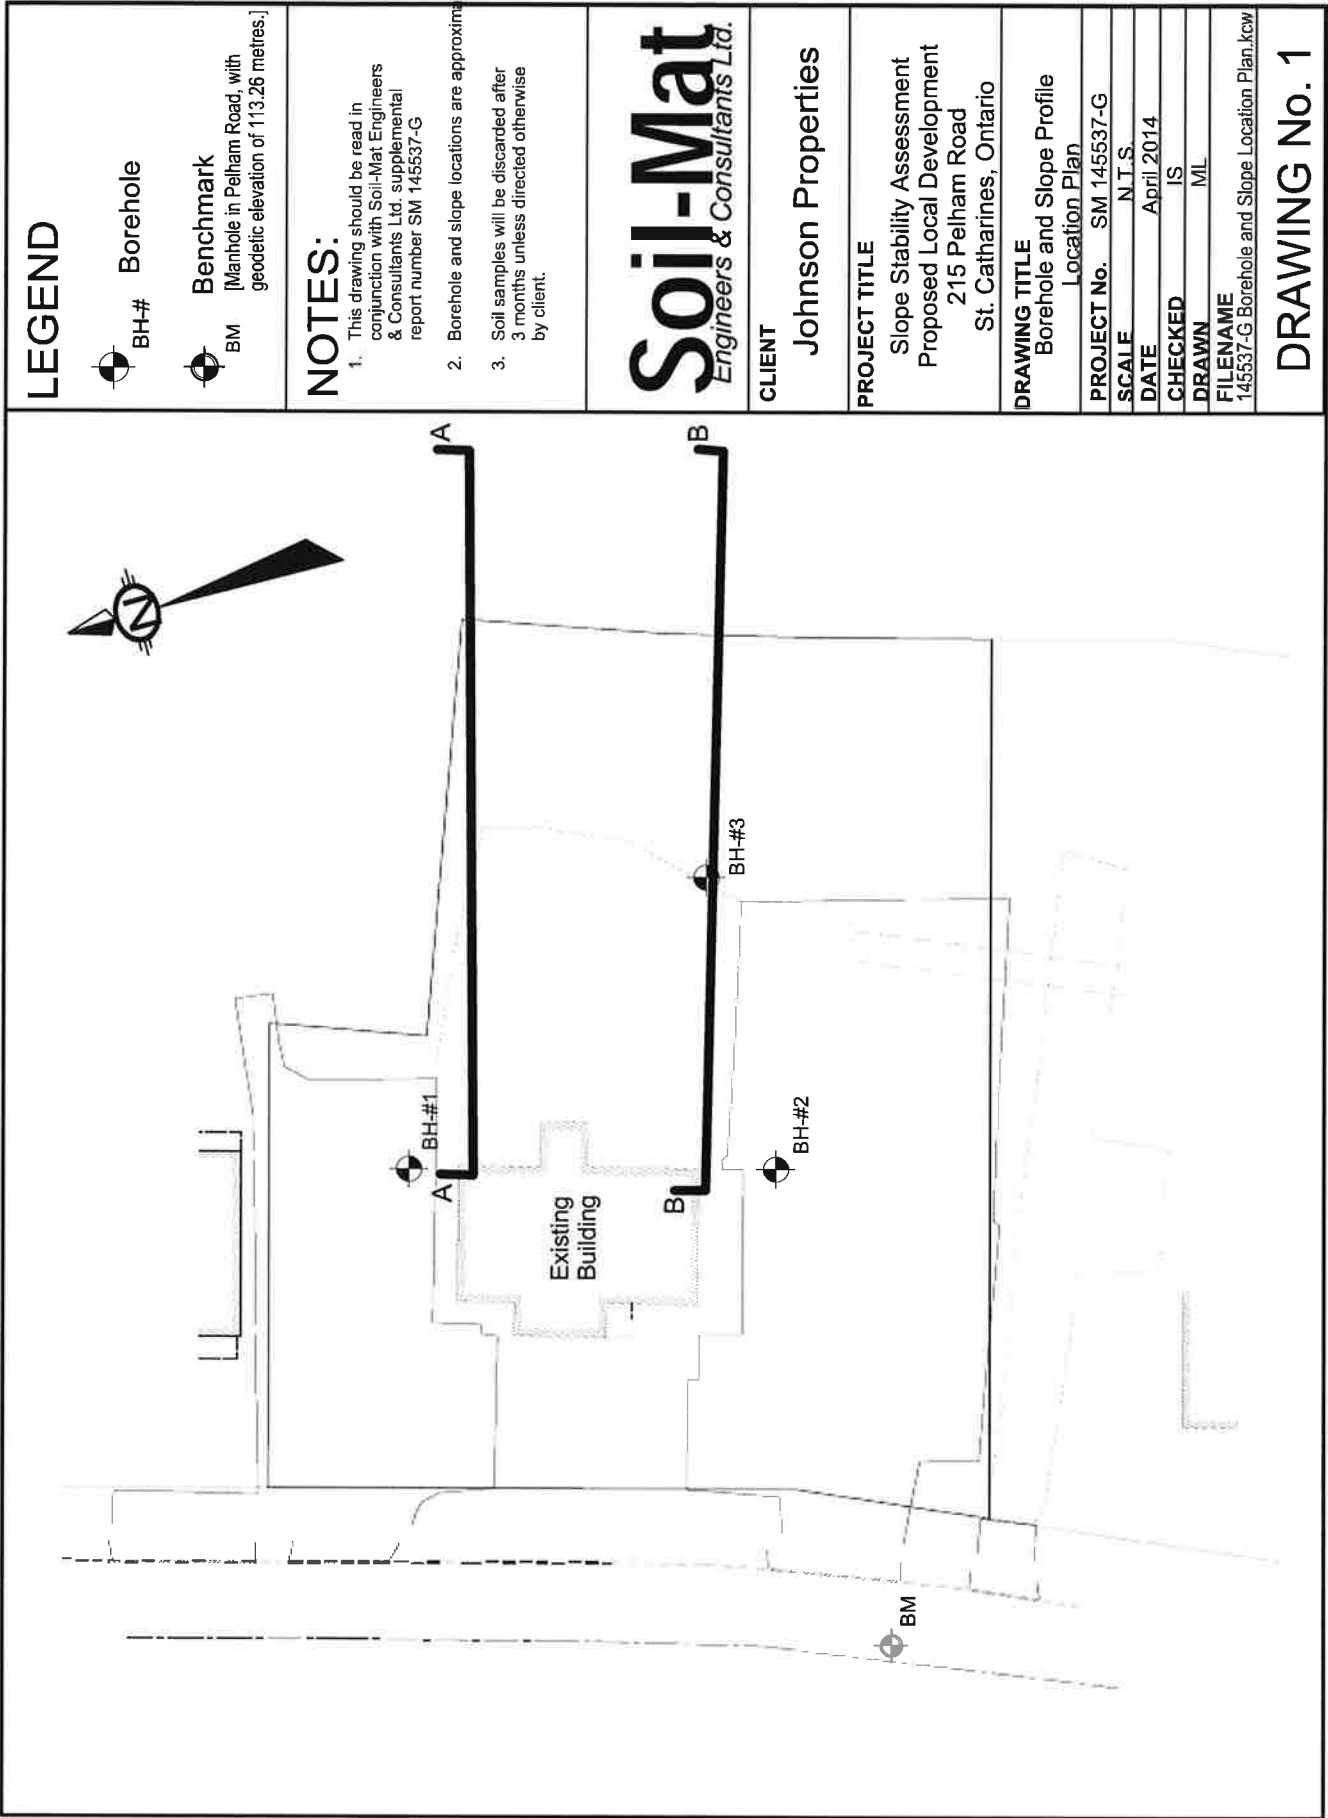 LEGEND
BH-# Borehole
Benchmark
BM [Manhole in Pelham Road, with
geodetic elevation of 113.26 metres.]
NOTES:
1. This drawing should be read in
conjunction with Soil-Mat Engineers
& Consultants Ltd. supplemental
report number SM 145537-G
2. Borehole and slope locations are approxima
3. Soil samples will be discarded after
3 months unless directed otherwise
by client.
Soil-Mat
Engineers & Consultants Ltd.
CLIENT
Johnson Properties
PROJECT TITLE
Slope Stability Assessment
Proposed Local Development
215 Pelham Road
St. Catharines, Ontario
DRAWING TITLE
Borehole and Slope Profile
Location Plan
PROJECT No. SM 145537-G
SCALE N.T.S.
DATE April 2014
CHECKED IS
DRAWN ML
FILENAME
145537-G Borehole and Slope Location Plan.kcw
DRAWING No. 1
N
A
A
B
B
BH-#1
BH-#2
BH-#3
Existing
Building
BM